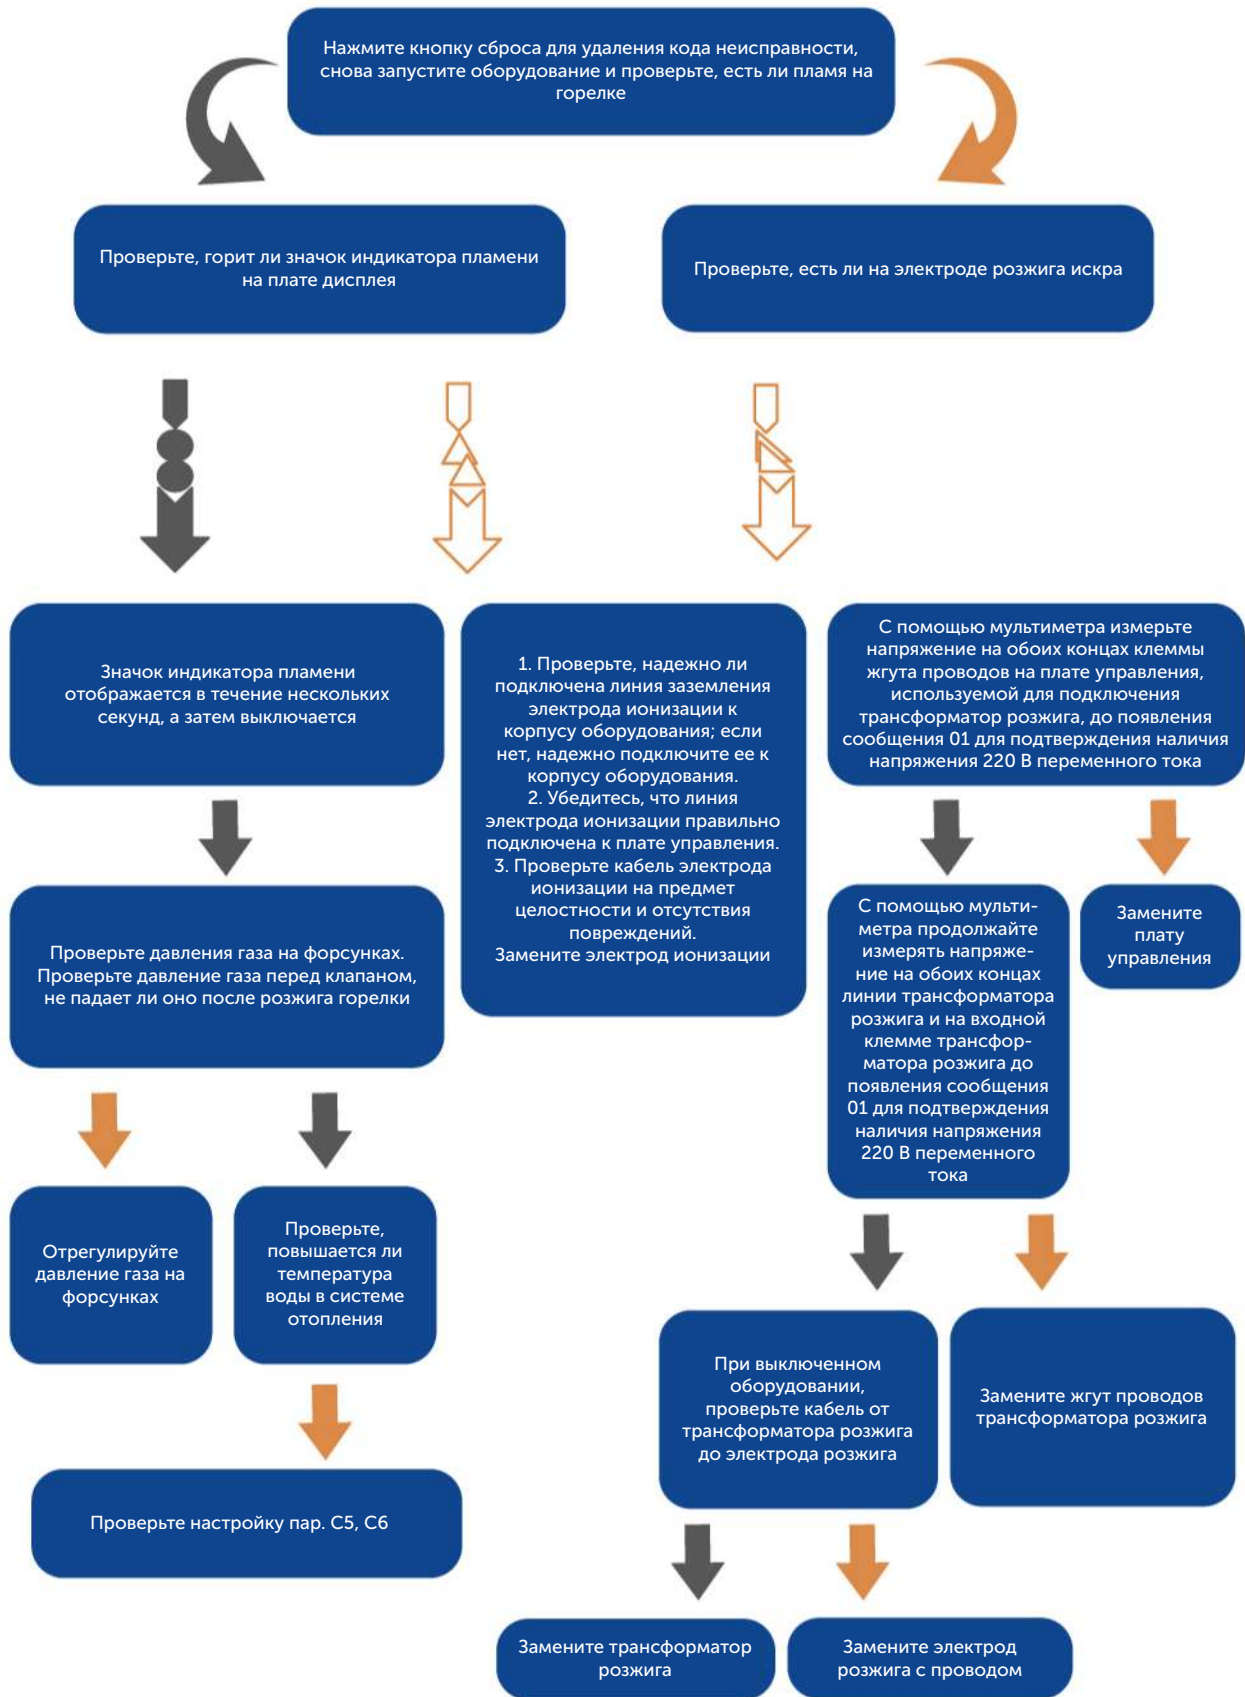 Нажмите кнопку сброса для удаления кода неисправности,
снова запустите оборудование и проверьте, есть ли пламя на
горелке
Проверьте, горит ли значок индикатора пламени
на плате дисплея
Проверьте, есть ли на электроде розжига искра
Значок индикатора пламени
отображается в течение нескольких
секунд, а затем выключается
1. Проверьте, надежно ли
подключена линия заземления
электрода ионизации к
корпусу оборудования; если
нет, надежно подключите ее к
корпусу оборудования.
2. Убедитесь, что линия
электрода ионизации правильно
подключена к плате управления.
3. Проверьте кабель электрода
ионизации на предмет
целостности и отсутствия
повреждений.
Замените электрод ионизации
С помощью мультиметра измерьте
напряжение на обоих концах клеммы
жгута проводов на плате управления,
используемой для подключения
трансформатор розжига, до появления
сообщения 01 для подтверждения наличия
напряжения 220 В переменного тока
Проверьте давления газа на форсунках.
Проверьте давление газа перед клапаном,
не падает ли оно после розжига горелки
С помощью мульти-
метра продолжайте
измерять напряже-
ние на обоих концах
линии трансформатора
розжига и на входной
клемме трансфор-
матора розжига до
появления сообщения
01 для подтверждения
наличия напряжения
220 В переменного
тока
Замените
плату
управления
Отрегулируйте
давление газа на
форсунках
Проверьте,
повышается ли
температура
воды в системе
отопления
При выключенном
оборудовании,
проверьте кабель от
трансформатора розжига
до электрода розжига
Замените жгут проводов
трансформатора розжига
Проверьте настройку пар. С5, С6
Замените трансформатор
розжига
Замените электрод
розжига с проводом